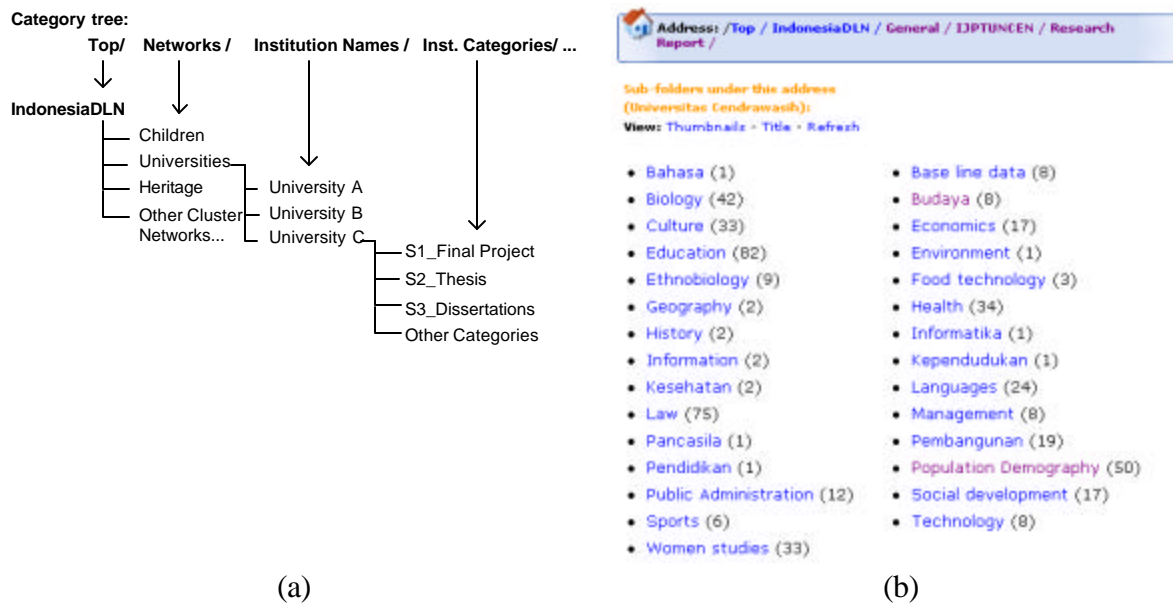 Category tree:
Top/ Networks / Institution Names / Inst. Categories/ ...
IndonesiaDLN
Children
Universities
Heritage
Other Cluster
Networks...
University A
University B
University C
S1_Final Project
S2_Thesis
S3_Dissertations
Other Categories
(a)
Address: /Top / IndonesiaDLN / General / IJPTUNCEN / Research
Report /
Sub-folders under this address
(Universitas Cendrawasih):
View: Thumbnails - Title - Refresh
Bahasa (1)
Biology (42)
Culture (33)
Education (82)
Ethnobiology (9)
Geography (2)
History (2)
Information (2)
Kesehatan (2)
Law (75)
Pancasila (1)
Pendidikan (1)
Public Administration (12)
Sports (6)
Women studies (33)
Base line data (8)
Budaya (8)
Economics (17)
Environment (1)
Food technology (3)
Health (34)
Informatika (1)
Kependudukan (1)
Languages (24)
Management (8)
Pembangunan (19)
Population Demography (50)
Social development (17)
Technology (8)
(b)